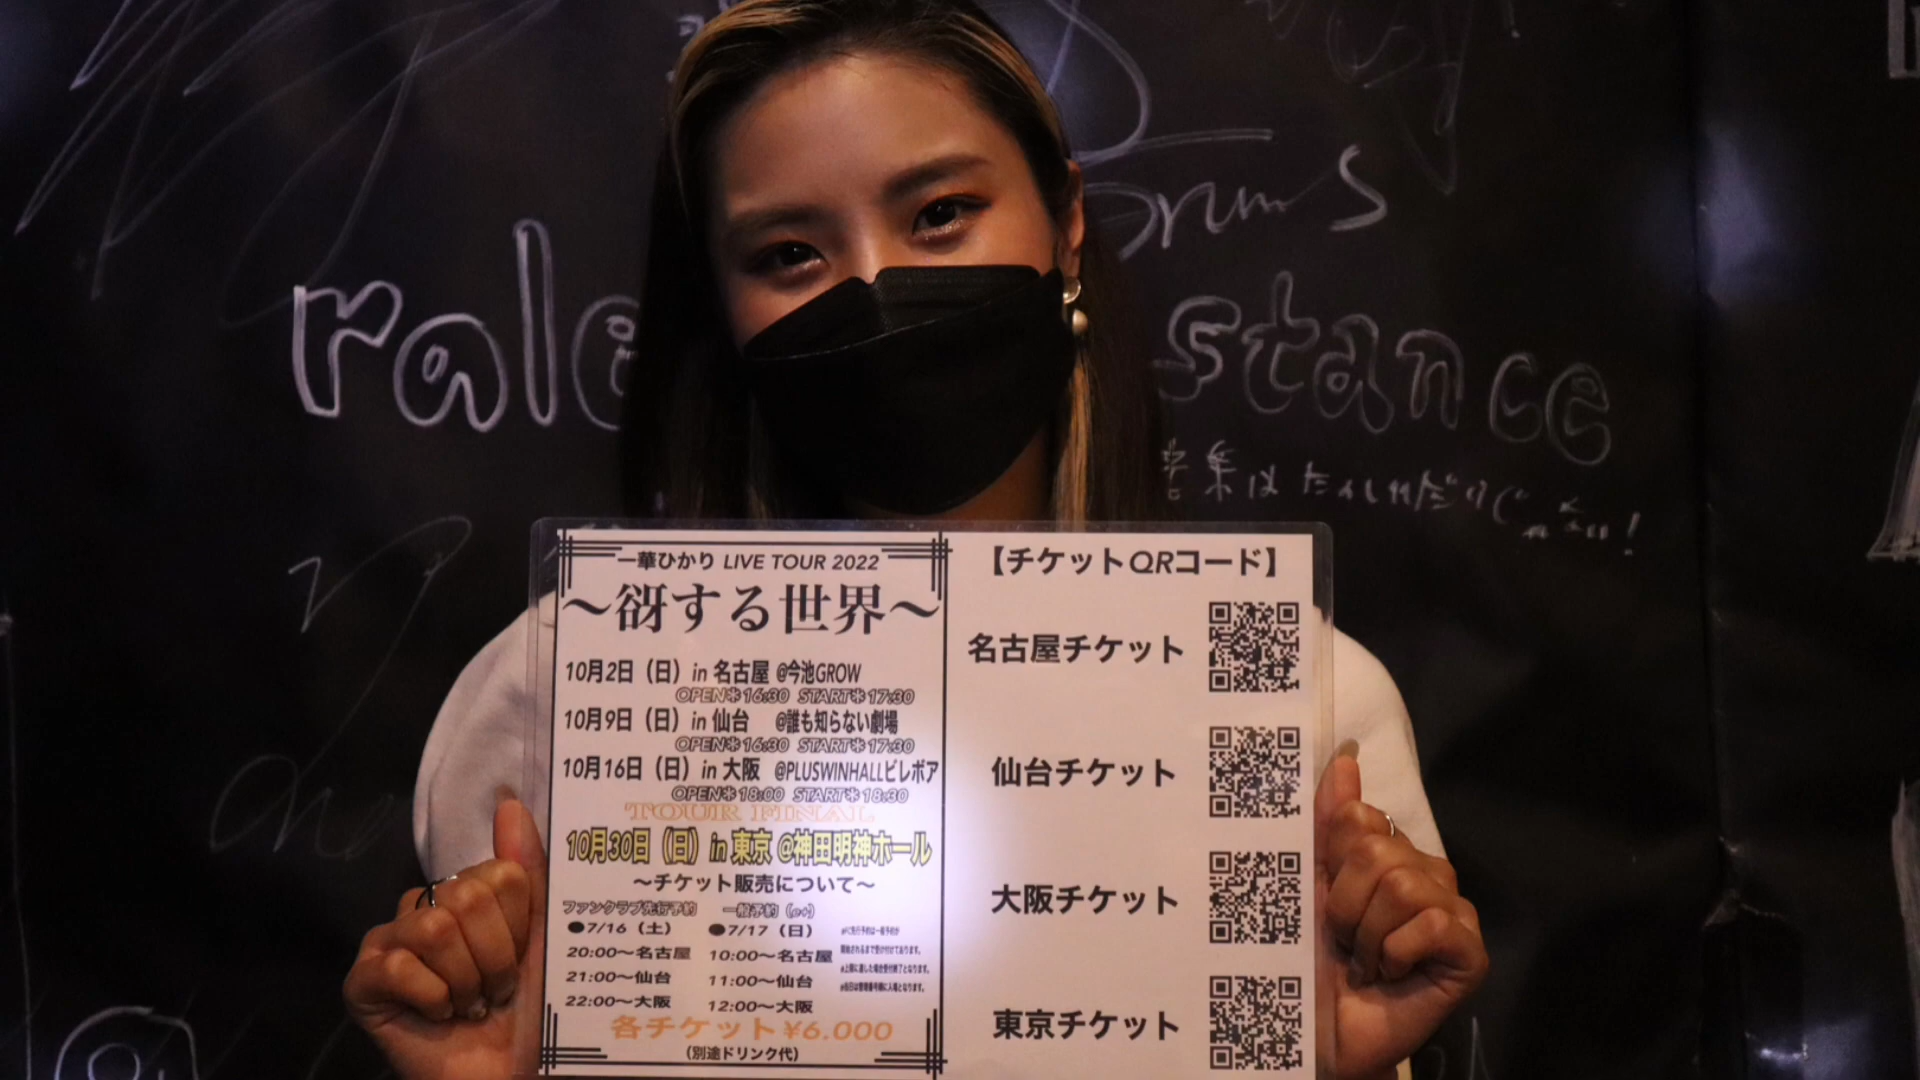 orums
rale
stance
一華ひかり LIVE TOUR 2022
～谺する世界～
10月2日（日）in 名古屋 @今池GROW
OPEN＊16:30 START＊17:30
10月9日（日）in 仙台 @誰も知らない劇場
OPEN＊16:30 START＊17:30
10月16日（日）in 大阪 @PLUSWINHALLビレボア
OPEN＊18:00 START＊18:30
TOUR FINAL
10月30日（日）in 東京 @神田明神ホール
～チケット販売について～
ファンクラブ先行予約 一般予約（e+）
●7/16（土） ●7/17（日）
20:00～名古屋 10:00～名古屋
21:00～仙台 11:00～仙台
22:00～大阪 12:00～大阪
各チケット¥6.000
（別途ドリンク代）
【チケットQRコード】
名古屋チケット
仙台チケット
大阪チケット
東京チケット